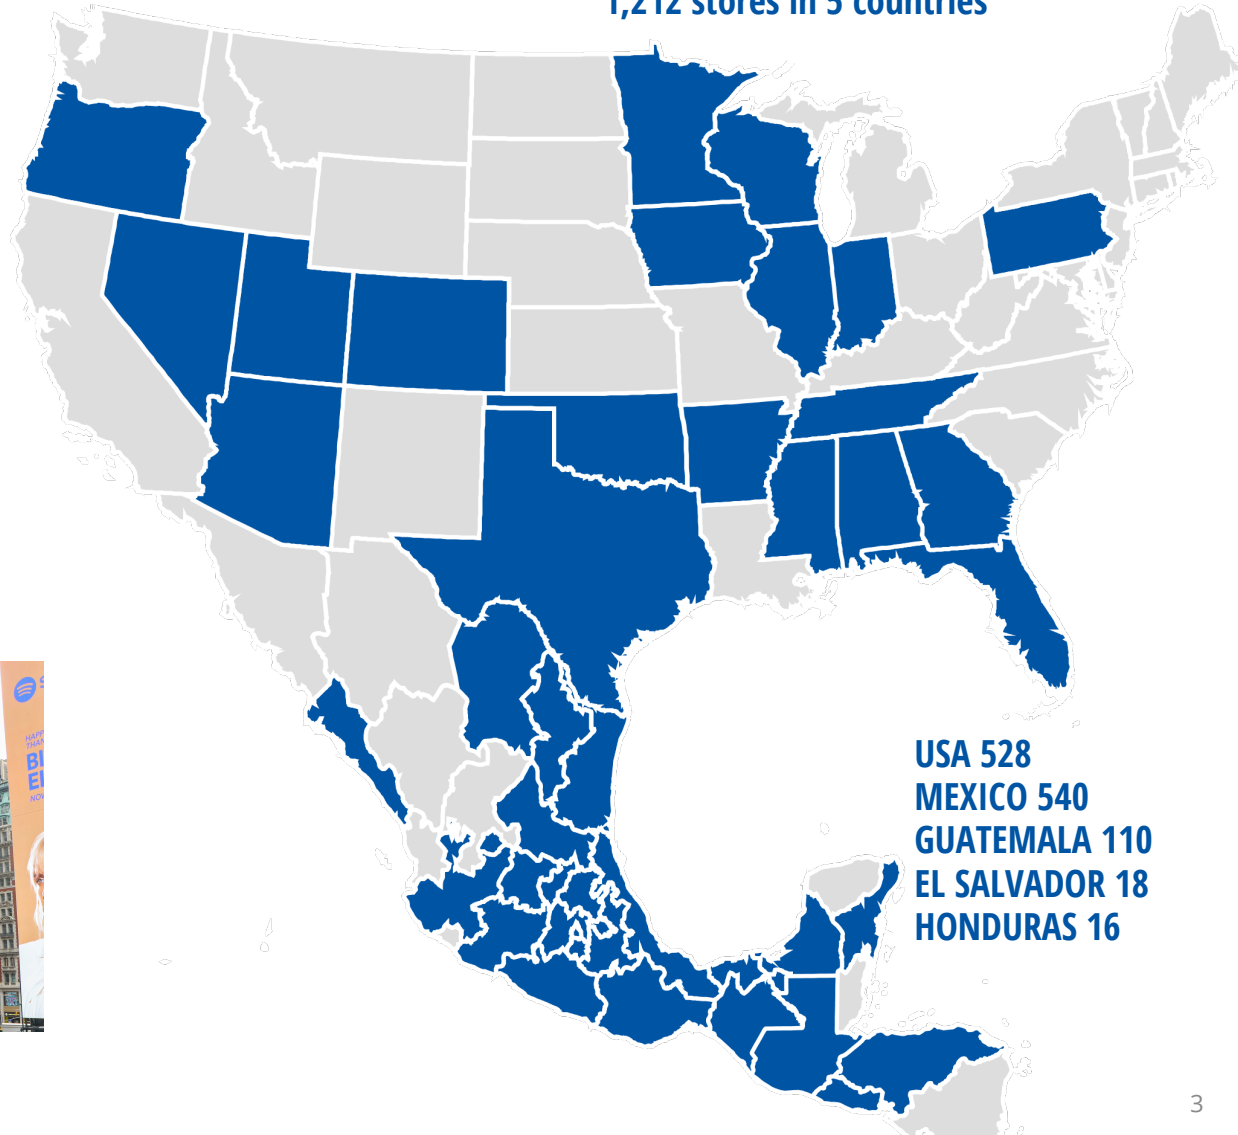 1,212 stores in 5 countries
USA 528
MEXICO 540
GUATEMALA 110
EL SALVADOR 18
HONDURAS 16
3